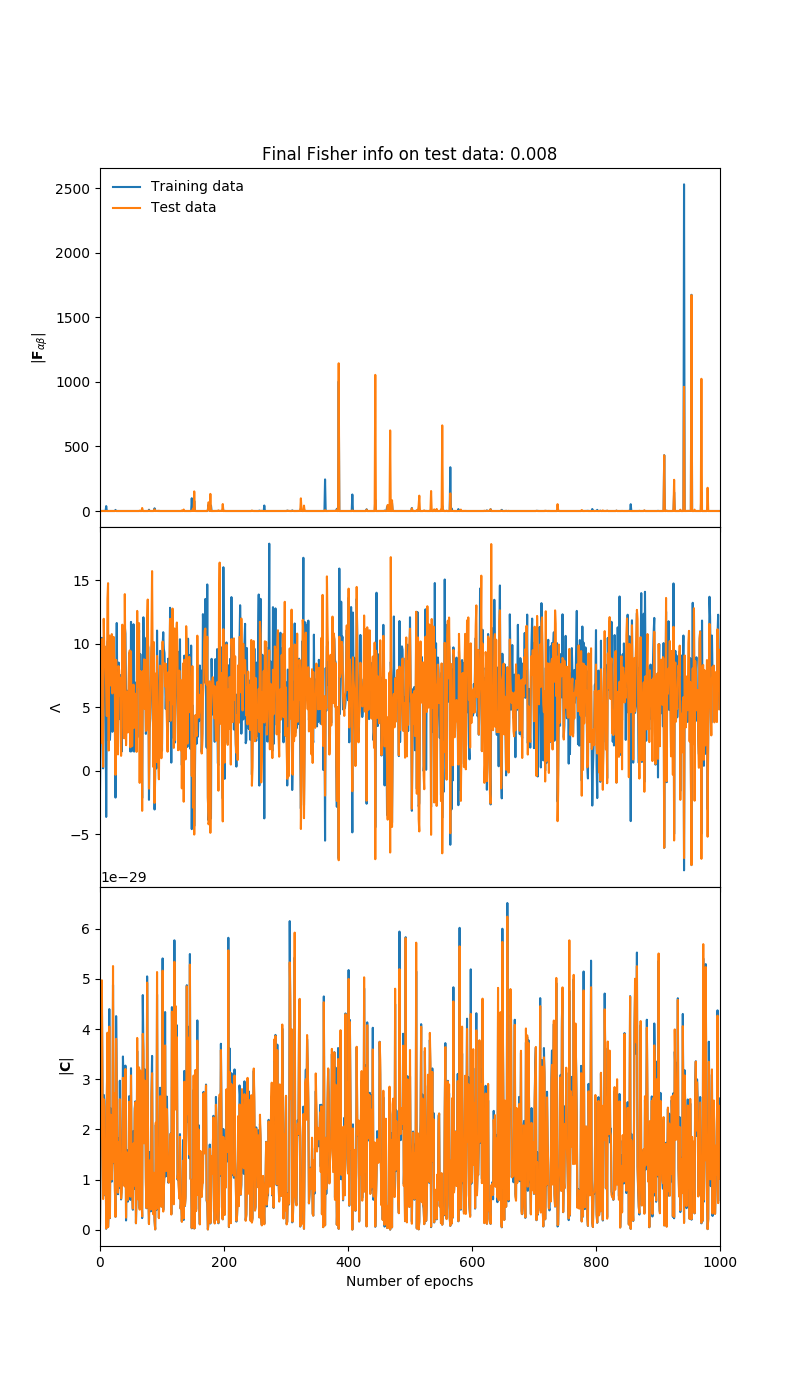 Final Fisher info on test data: 0.008
Training data
Test data
2500
2000
1500
1000
500
0
|F_{αβ}|
15
10
5
0
−5
Λ
1e−29
6
5
4
3
2
1
0
|C|
0 200 400 600 800 1000
Number of epochs